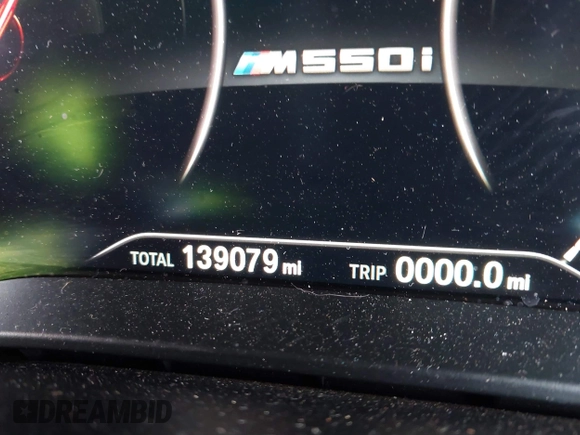 M550i
TOTAL 139079 mi TRIP 0000.0 mi
DREAMBID